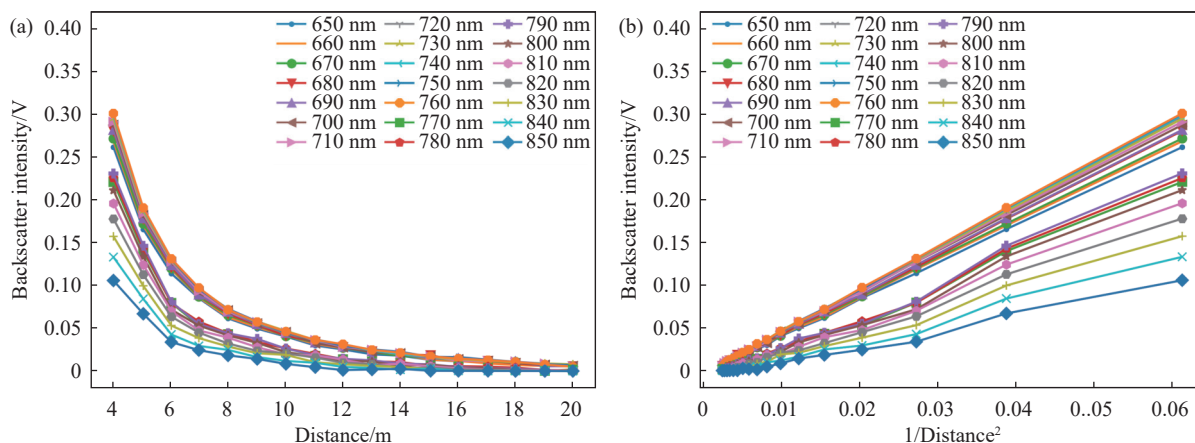 (a)
0.40
0.35
0.30
0.25
0.20
0.15
0.10
0.05
0
Backscatter intensity/V
650 nm 720 nm 790 nm
660 nm 730 nm 800 nm
670 nm 740 nm 810 nm
680 nm 750 nm 820 nm
690 nm 760 nm 830 nm
700 nm 770 nm 840 nm
710 nm 780 nm 850 nm
4 6 8 10 12 14 16 18 20
Distance/m
(b)
0.40
0.35
0.30
0.25
0.20
0.15
0.10
0.05
0
Backscatter intensity/V
650 nm 720 nm 790 nm
660 nm 730 nm 800 nm
670 nm 740 nm 810 nm
680 nm 750 nm 820 nm
690 nm 760 nm 830 nm
700 nm 770 nm 840 nm
710 nm 780 nm 850 nm
0 0.01 0.02 0.03 0.04 0..05 0.06
1/Distance²